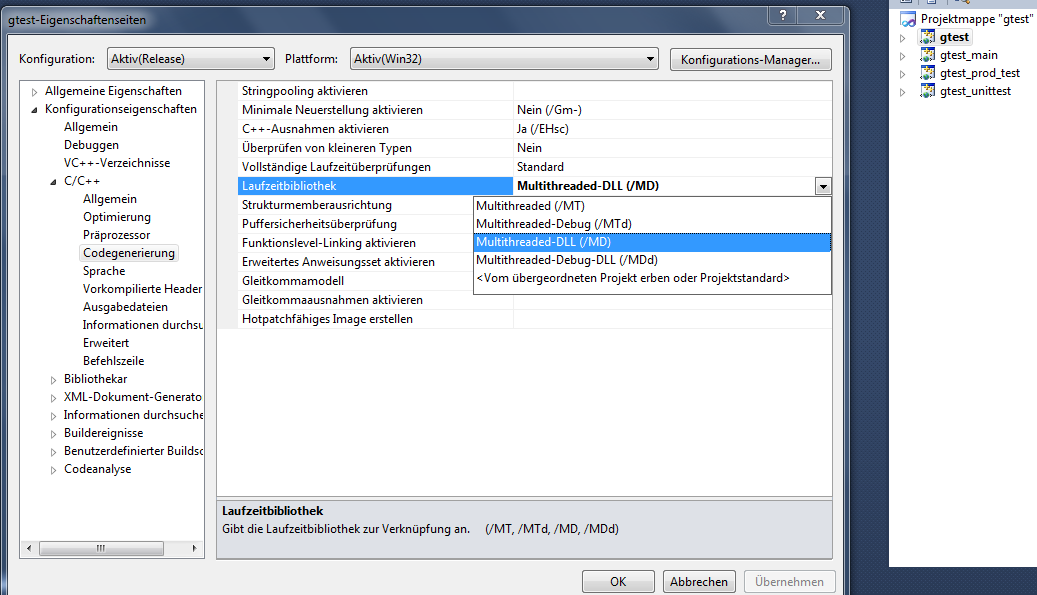 gtest-Eigenschaftenseiten
Konfiguration: Aktiv(Release) Plattform: Aktiv(Win32) Konfigurations-Manager...
Allgemeine Eigenschaften
Konfigurationseigenschaften
Allgemein
Debuggen
VC++-Verzeichnisse
C/C++
Allgemein
Optimierung
Präprozessor
Codegenerierung
Sprache
Vorkompilierte Header
Ausgabedateien
Informationen durchsu
Erweitert
Befehlszeile
Bibliothekar
XML-Dokument-Generato
Informationen durchsuche
Buildereignisse
Benutzerdefinierter Buildsc
Codeanalyse
Stringpooling aktivieren
Minimale Neuerstellung aktivieren Nein (/Gm-)
C++-Ausnahmen aktivieren Ja (/EHsc)
Überprüfen von kleineren Typen Nein
Vollständige Laufzeitüberprüfungen Standard
Laufzeitbibliothek Multithreaded-DLL (/MD)
Strukturmemberausrichtung
Puffersicherheitsüberprüfung
Funktionslevel-Linking aktivieren
Erweitertes Anweisungsset aktivieren
Gleitkommamodell
Gleitkommaausnahmen aktivieren
Hotpatchfähiges Image erstellen
Multithreaded (/MT)
Multithreaded-Debug (/MTd)
Multithreaded-DLL (/MD)
Multithreaded-Debug-DLL (/MDd)
<Vom übergeordneten Projekt erben oder Projektstandard>
Laufzeitbibliothek
Gibt die Laufzeitbibliothek zur Verknüpfung an. (/MT, /MTd, /MD, /MDd)
OK Abbrechen Übernehmen
Projektmappe "gtest"
gtest
gtest_main
gtest_prod_test
gtest_unittest